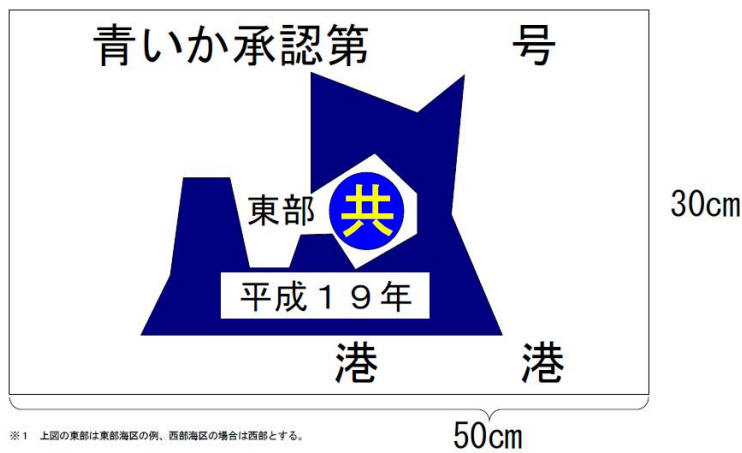 青いか承認第　　　号
30cm
東部
共
平成１９年
港　　　港
50cm
※１　上図の東部は東部海区の例、西部海区の場合は西部とする。